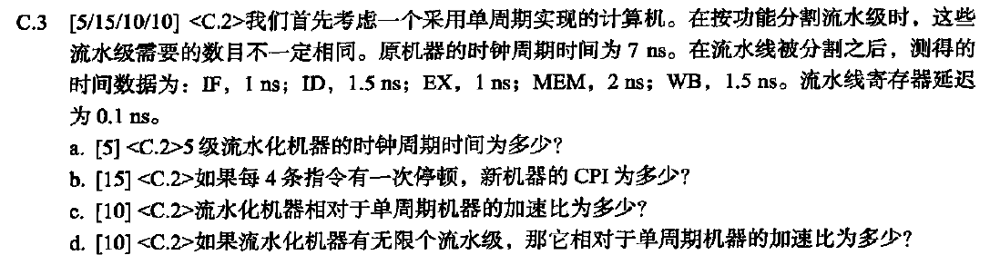 C.3 [5/15/10/10] <C.2>我们首先考虑一个采用单周期实现的计算机。在按功能分割流水级时，这些
流水级需要的数目不一定相同。原机器的时钟周期时间为 7 ns。在流水线被分割之后，测得的
时间数据为：IF，1 ns；ID，1.5 ns；EX，1 ns；MEM，2 ns；WB，1.5 ns。流水线寄存器延迟
为 0.1 ns。
a. [5] <C.2>5 级流水化机器的时钟周期时间为多少？
b. [15] <C.2>如果每 4 条指令有一次停顿，新机器的 CPI 为多少？
c. [10] <C.2>流水化机器相对于单周期机器的加速比为多少？
d. [10] <C.2>如果流水化机器有无限个流水级，那它相对于单周期机器的加速比为多少？